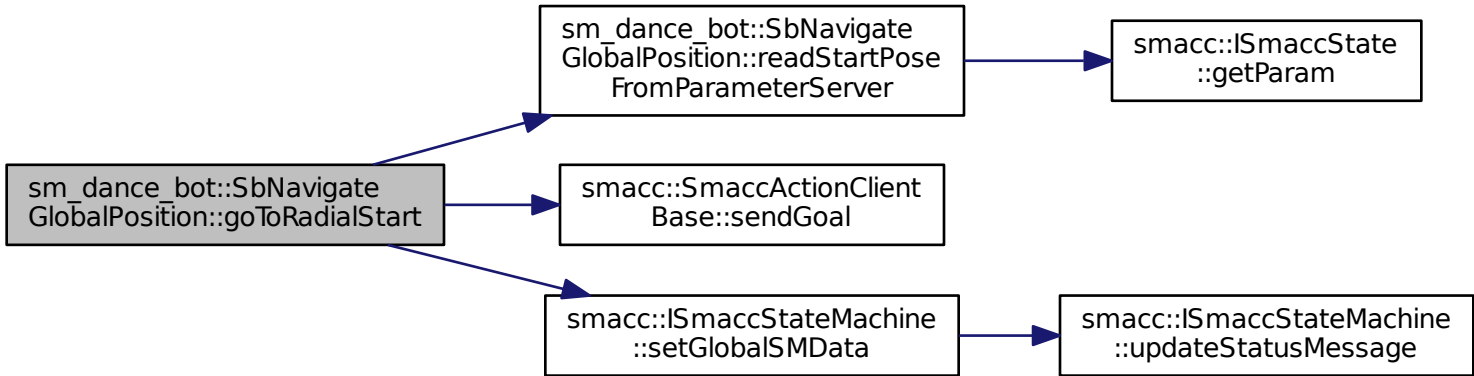 sm_dance_bot::SbNavigate
GlobalPosition::goToRadialStart
sm_dance_bot::SbNavigate
GlobalPosition::readStartPose
FromParameterServer
smacc::ISmaccState
::getParam
smacc::SmaccActionClient
Base::sendGoal
smacc::ISmaccStateMachine
::setGlobalSMData
smacc::ISmaccStateMachine
::updateStatusMessage